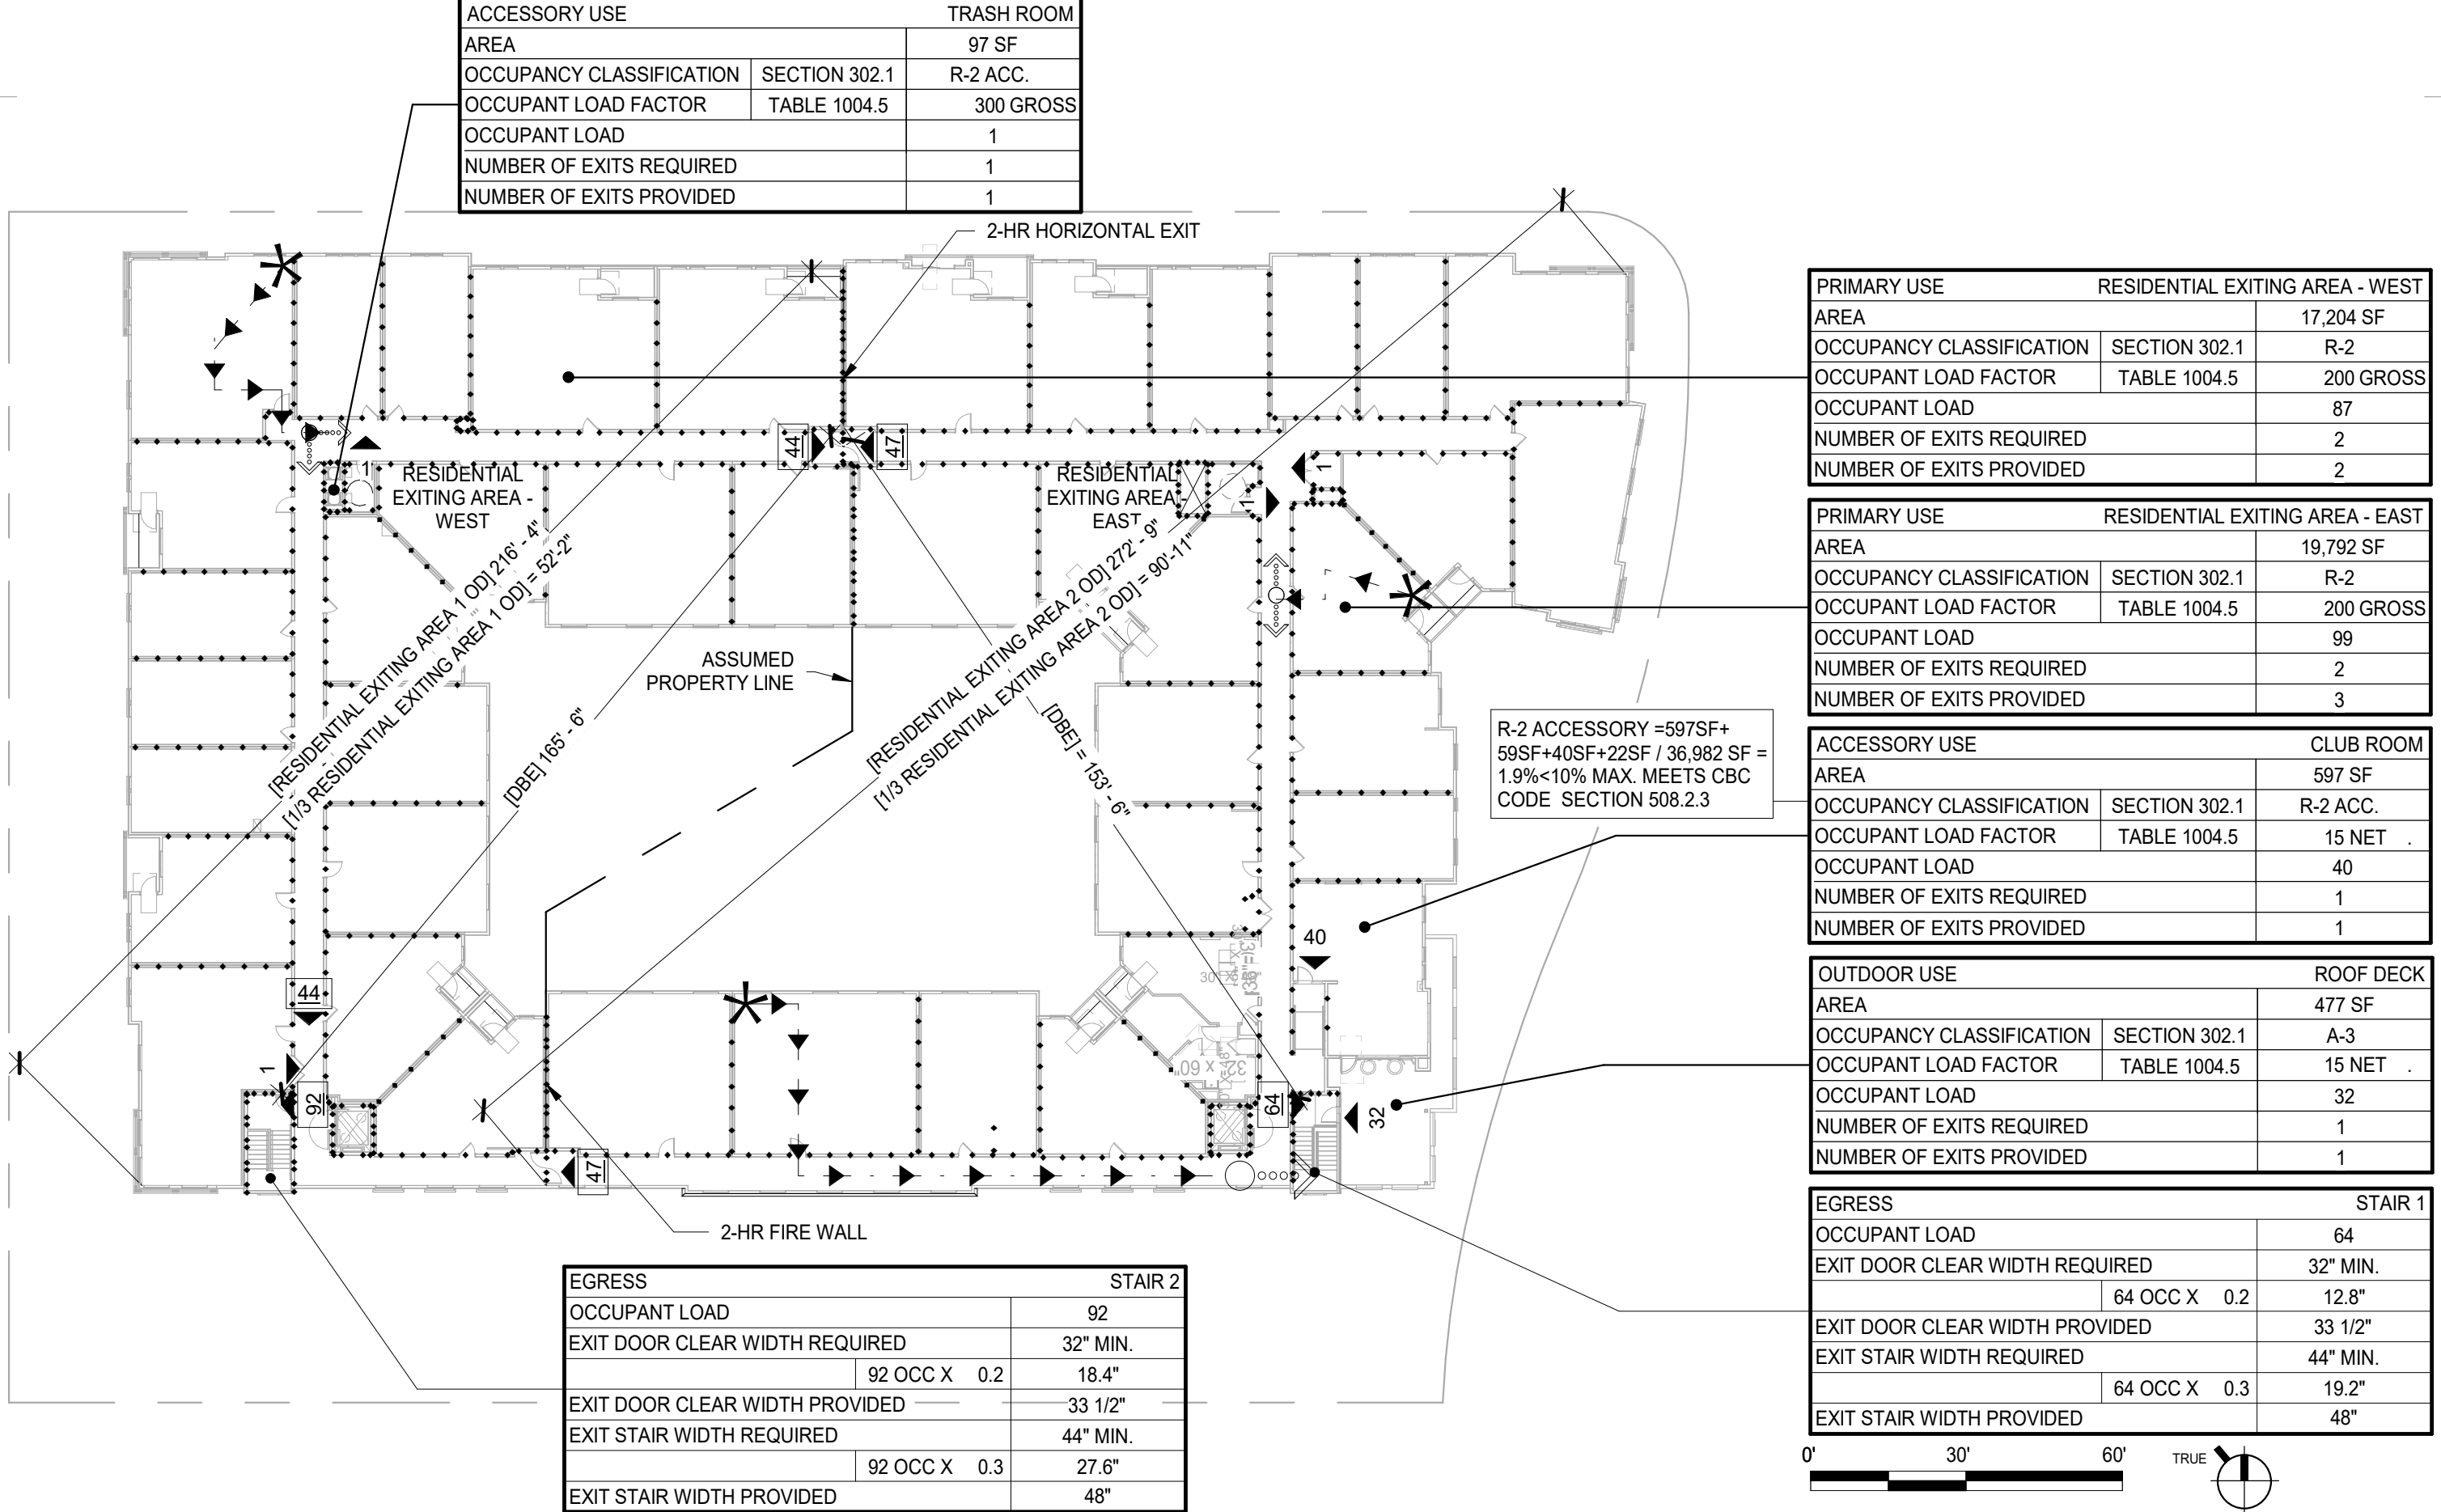 ACCESSORY USE TRASH ROOM
AREA 97 SF
OCCUPANCY CLASSIFICATION SECTION 302.1 R-2 ACC.
OCCUPANT LOAD FACTOR TABLE 1004.5 300 GROSS
OCCUPANT LOAD 1
NUMBER OF EXITS REQUIRED 1
NUMBER OF EXITS PROVIDED 1
2-HR HORIZONTAL EXIT
PRIMARY USE RESIDENTIAL EXITING AREA - WEST
AREA 17,204 SF
OCCUPANCY CLASSIFICATION SECTION 302.1 R-2
OCCUPANT LOAD FACTOR TABLE 1004.5 200 GROSS
OCCUPANT LOAD 87
NUMBER OF EXITS REQUIRED 2
NUMBER OF EXITS PROVIDED 2
44
47
1
RESIDENTIAL
EXITING AREA -
WEST
RESIDENTIAL
EXITING AREA -
EAST
1
1
PRIMARY USE RESIDENTIAL EXITING AREA - EAST
AREA 19,792 SF
OCCUPANCY CLASSIFICATION SECTION 302.1 R-2
OCCUPANT LOAD FACTOR TABLE 1004.5 200 GROSS
OCCUPANT LOAD 99
NUMBER OF EXITS REQUIRED 2
NUMBER OF EXITS PROVIDED 3
[RESIDENTIAL EXITING AREA 1 OD] 216' - 4"
[1/3 RESIDENTIAL EXITING AREA 1 OD] = 52'-2"
[DBE] 165' - 6"
ASSUMED
PROPERTY LINE
[RESIDENTIAL EXITING AREA 2 OD] 272' - 9"
[1/3 RESIDENTIAL EXITING AREA 2 OD] = 90'-11"
[DBE] = 153' - 6"
R-2 ACCESSORY =597SF+
59SF+40SF+22SF / 36,982 SF =
1.9%<10% MAX. MEETS CBC
CODE SECTION 508.2.3
ACCESSORY USE CLUB ROOM
AREA 597 SF
OCCUPANCY CLASSIFICATION SECTION 302.1 R-2 ACC.
OCCUPANT LOAD FACTOR TABLE 1004.5 15 NET .
OCCUPANT LOAD 40
NUMBER OF EXITS REQUIRED 1
NUMBER OF EXITS PROVIDED 1
40
44
1
92
47
64
32
32 X 60"
OUTDOOR USE ROOF DECK
AREA 477 SF
OCCUPANCY CLASSIFICATION SECTION 302.1 A-3
OCCUPANT LOAD FACTOR TABLE 1004.5 15 NET .
OCCUPANT LOAD 32
NUMBER OF EXITS REQUIRED 1
NUMBER OF EXITS PROVIDED 1
2-HR FIRE WALL
EGRESS STAIR 1
OCCUPANT LOAD 64
EXIT DOOR CLEAR WIDTH REQUIRED 32" MIN.
64 OCC X 0.2 12.8"
EXIT DOOR CLEAR WIDTH PROVIDED 33 1/2"
EXIT STAIR WIDTH REQUIRED 44" MIN.
64 OCC X 0.3 19.2"
EXIT STAIR WIDTH PROVIDED 48"
EGRESS STAIR 2
OCCUPANT LOAD 92
EXIT DOOR CLEAR WIDTH REQUIRED 32" MIN.
92 OCC X 0.2 18.4"
EXIT DOOR CLEAR WIDTH PROVIDED 33 1/2"
EXIT STAIR WIDTH REQUIRED 44" MIN.
92 OCC X 0.3 27.6"
EXIT STAIR WIDTH PROVIDED 48"
0' 30' 60'
TRUE